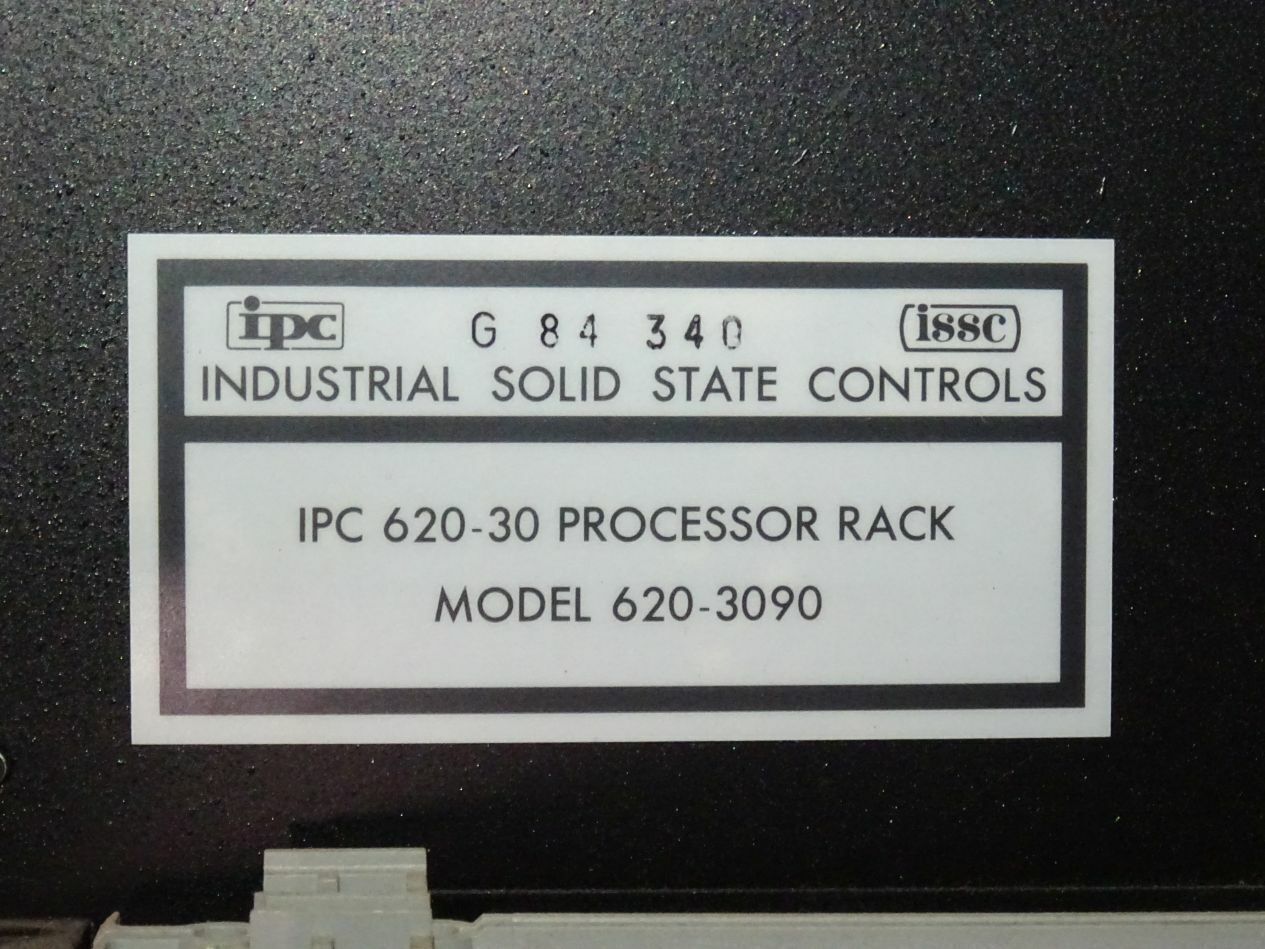 ipc G 84 340 issc
INDUSTRIAL SOLID STATE CONTROLS
IPC 620-30 PROCESSOR RACK
MODEL 620-3090